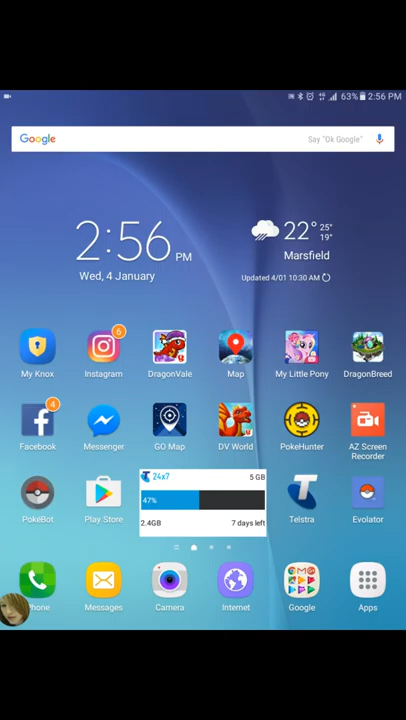 63% 2:56 PM
Google Say "Ok Google"
2:56 PM
Wed, 4 January
22° 25° 19°
Marsfield
Updated 4/01 10:30 AM
6
My Knox Instagram DragonVale Map My Little Pony DragonBreed
4
Facebook Messenger GO Map DV World PokeHunter AZ Screen Recorder
24x7 5 GB
47%
2.4GB 7 days left
PokéBot Play Store Telstra Evolator
Phone Messages Camera Internet Google Apps